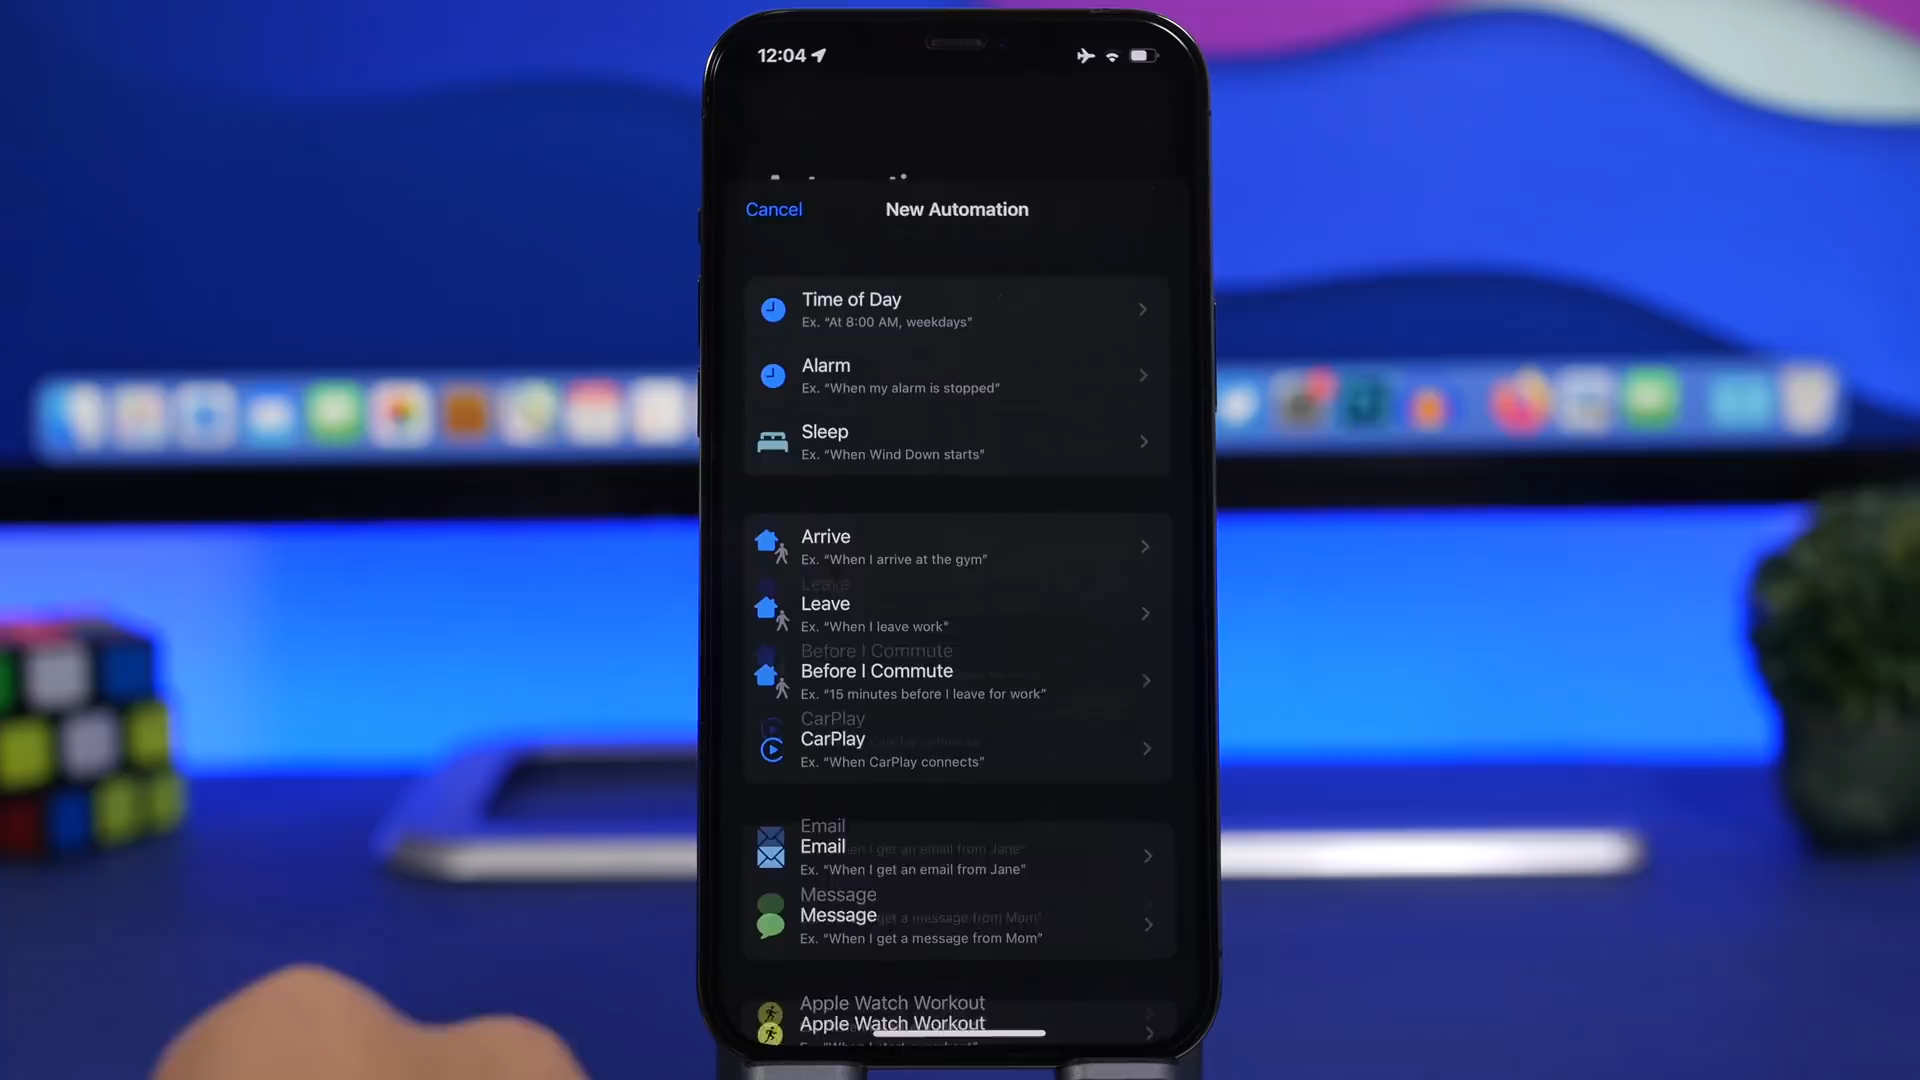 12:04
Cancel
New Automation
Time of Day
Ex. “At 8:00 AM, weekdays”
Alarm
Ex. “When my alarm is stopped”
Sleep
Ex. “When Wind Down starts”
Arrive
Ex. “When I arrive at the gym”
Leave
Leave
Ex. “When I leave work”
Before I Commute
Before I Commute
Ex. “15 minutes before I leave for work”
CarPlay
CarPlay
Ex. “When CarPlay connects”
Email
Email
Ex. “When I get an email from Jane”
Message
Message
Ex. “When I get a message from Mom”
Apple Watch Workout
Apple Watch Workout